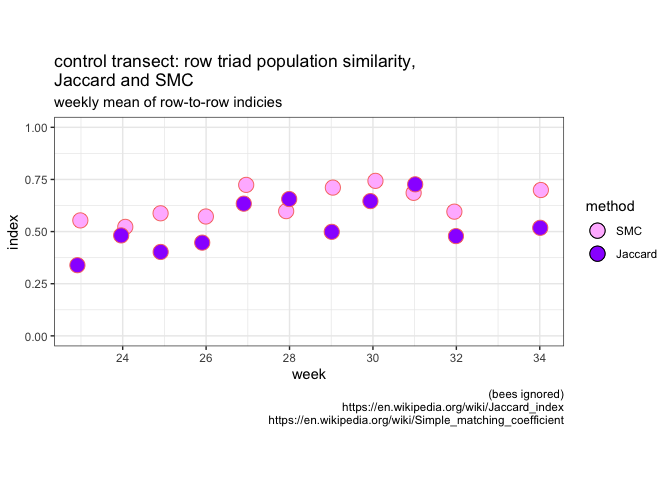 control transect: row triad population similarity,
Jaccard and SMC
weekly mean of row-to-row indicies
1.00
0.75
0.50
0.25
0.00
index
24 26 28 30 32 34
week
method
SMC
Jaccard
(bees ignored)
https://en.wikipedia.org/wiki/Jaccard_index
https://en.wikipedia.org/wiki/Simple_matching_coefficient